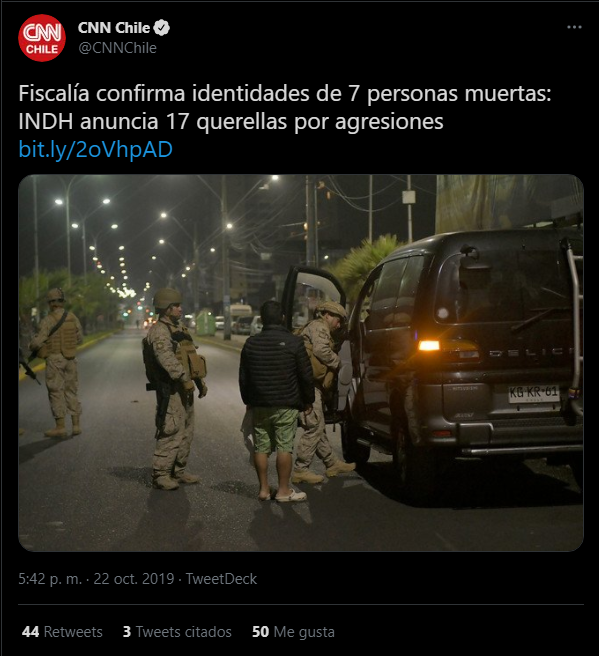 CNN
CHILE
CNN Chile
@CNNChile
Fiscalía confirma identidades de 7 personas muertas:
INDH anuncia 17 querellas por agresiones
bit.ly/2oVhpAD
DELICA
KG KR·61
5:42 p. m. · 22 oct. 2019 · TweetDeck
44 Retweets 3 Tweets citados 50 Me gusta